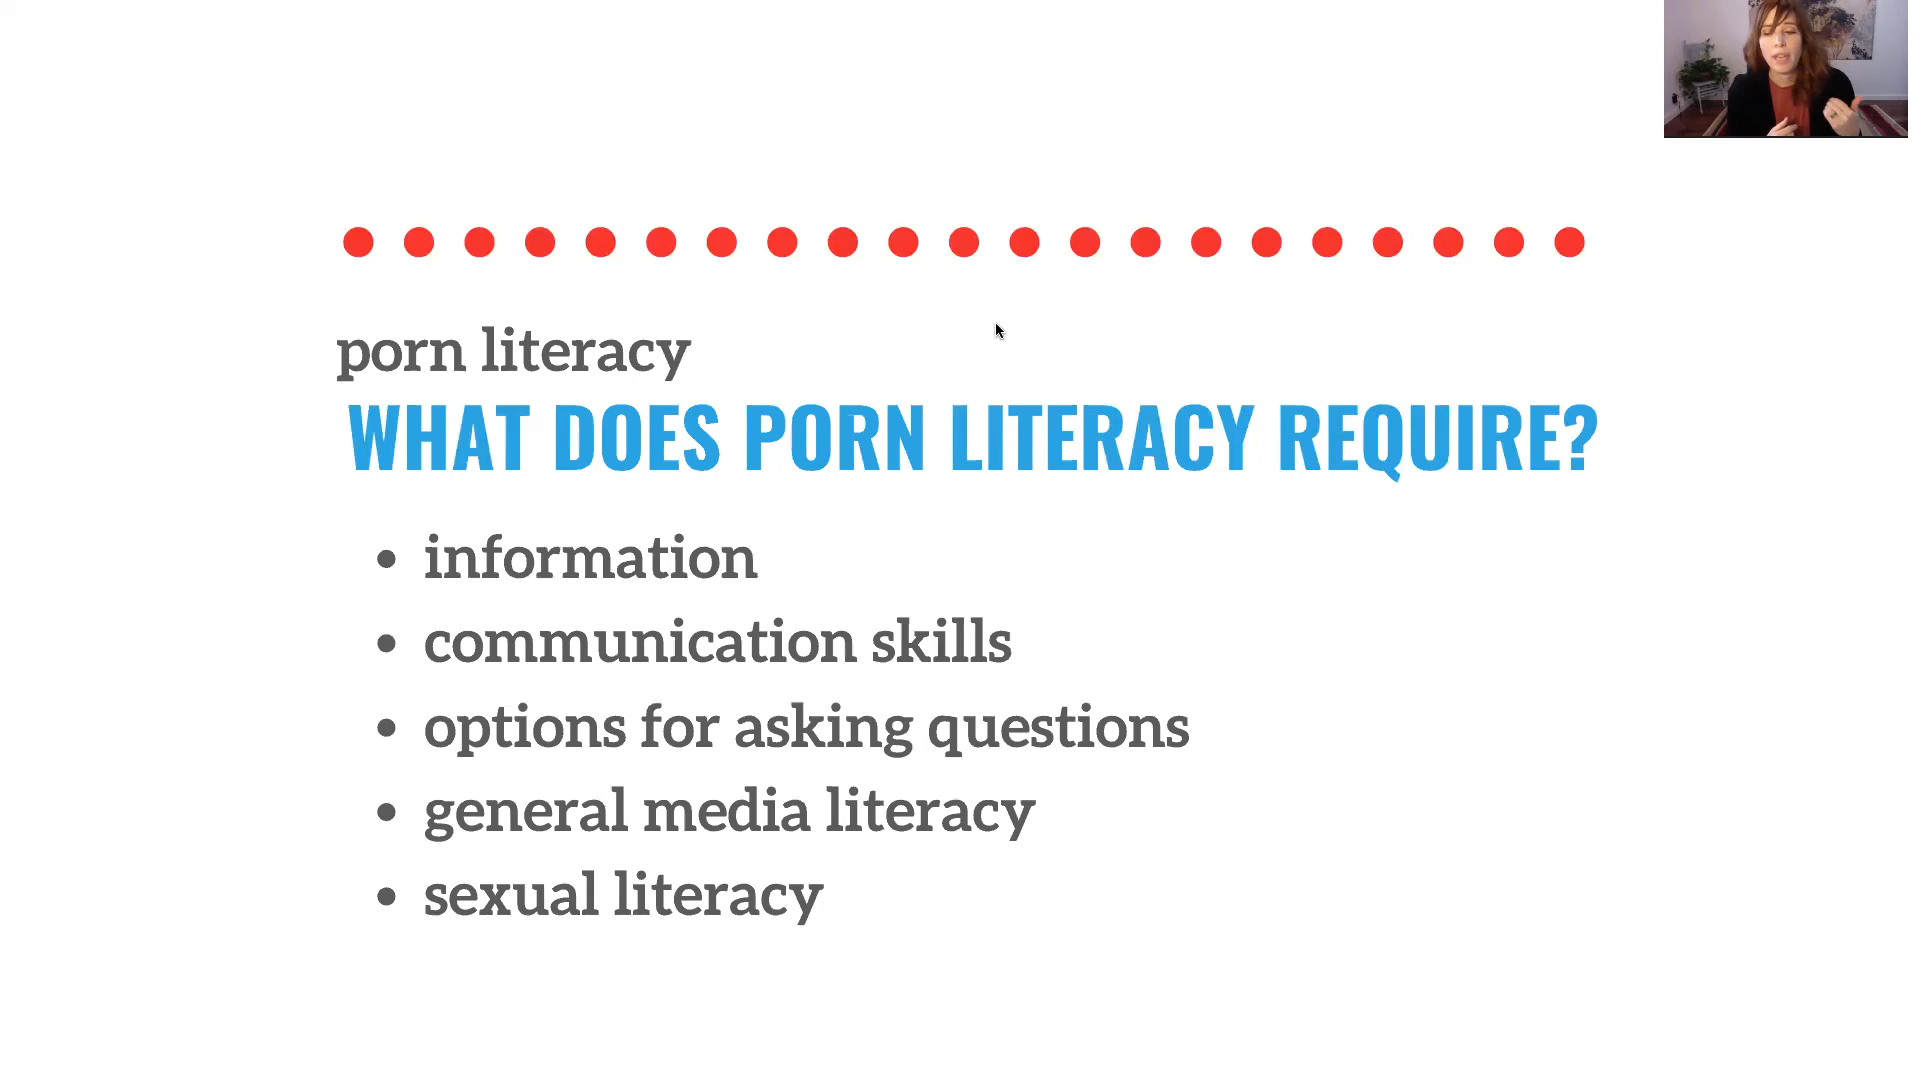 porn literacy
WHAT DOES PORN LITERACY REQUIRE?
• information
• communication skills
• options for asking questions
• general media literacy
• sexual literacy